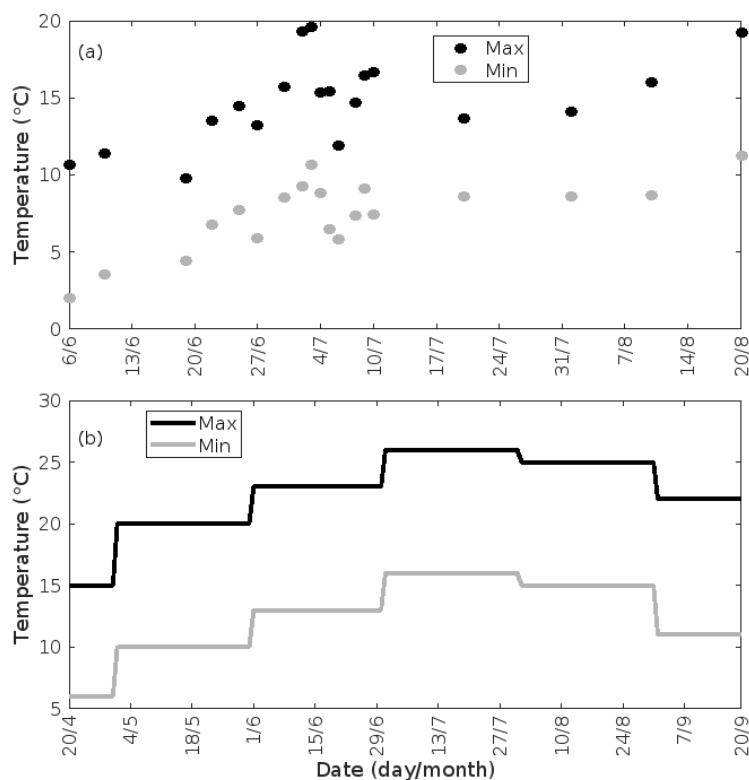 20
(a)
Max
Min
15
10
5
0
Temperature (°C)
6/6 13/6 20/6 27/6 4/7 10/7 17/7 24/7 31/7 7/8 14/8 20/8
30
(b)
Max
Min
25
20
15
10
5
Temperature (°C)
20/4 4/5 18/5 1/6 15/6 29/6 13/7 27/7 10/8 24/8 7/9 20/9
Date (day/month)